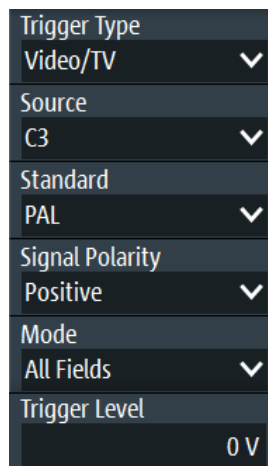 Trigger Type
Video/TV
Source
C3
Standard
PAL
Signal Polarity
Positive
Mode
All Fields
Trigger Level
0 V